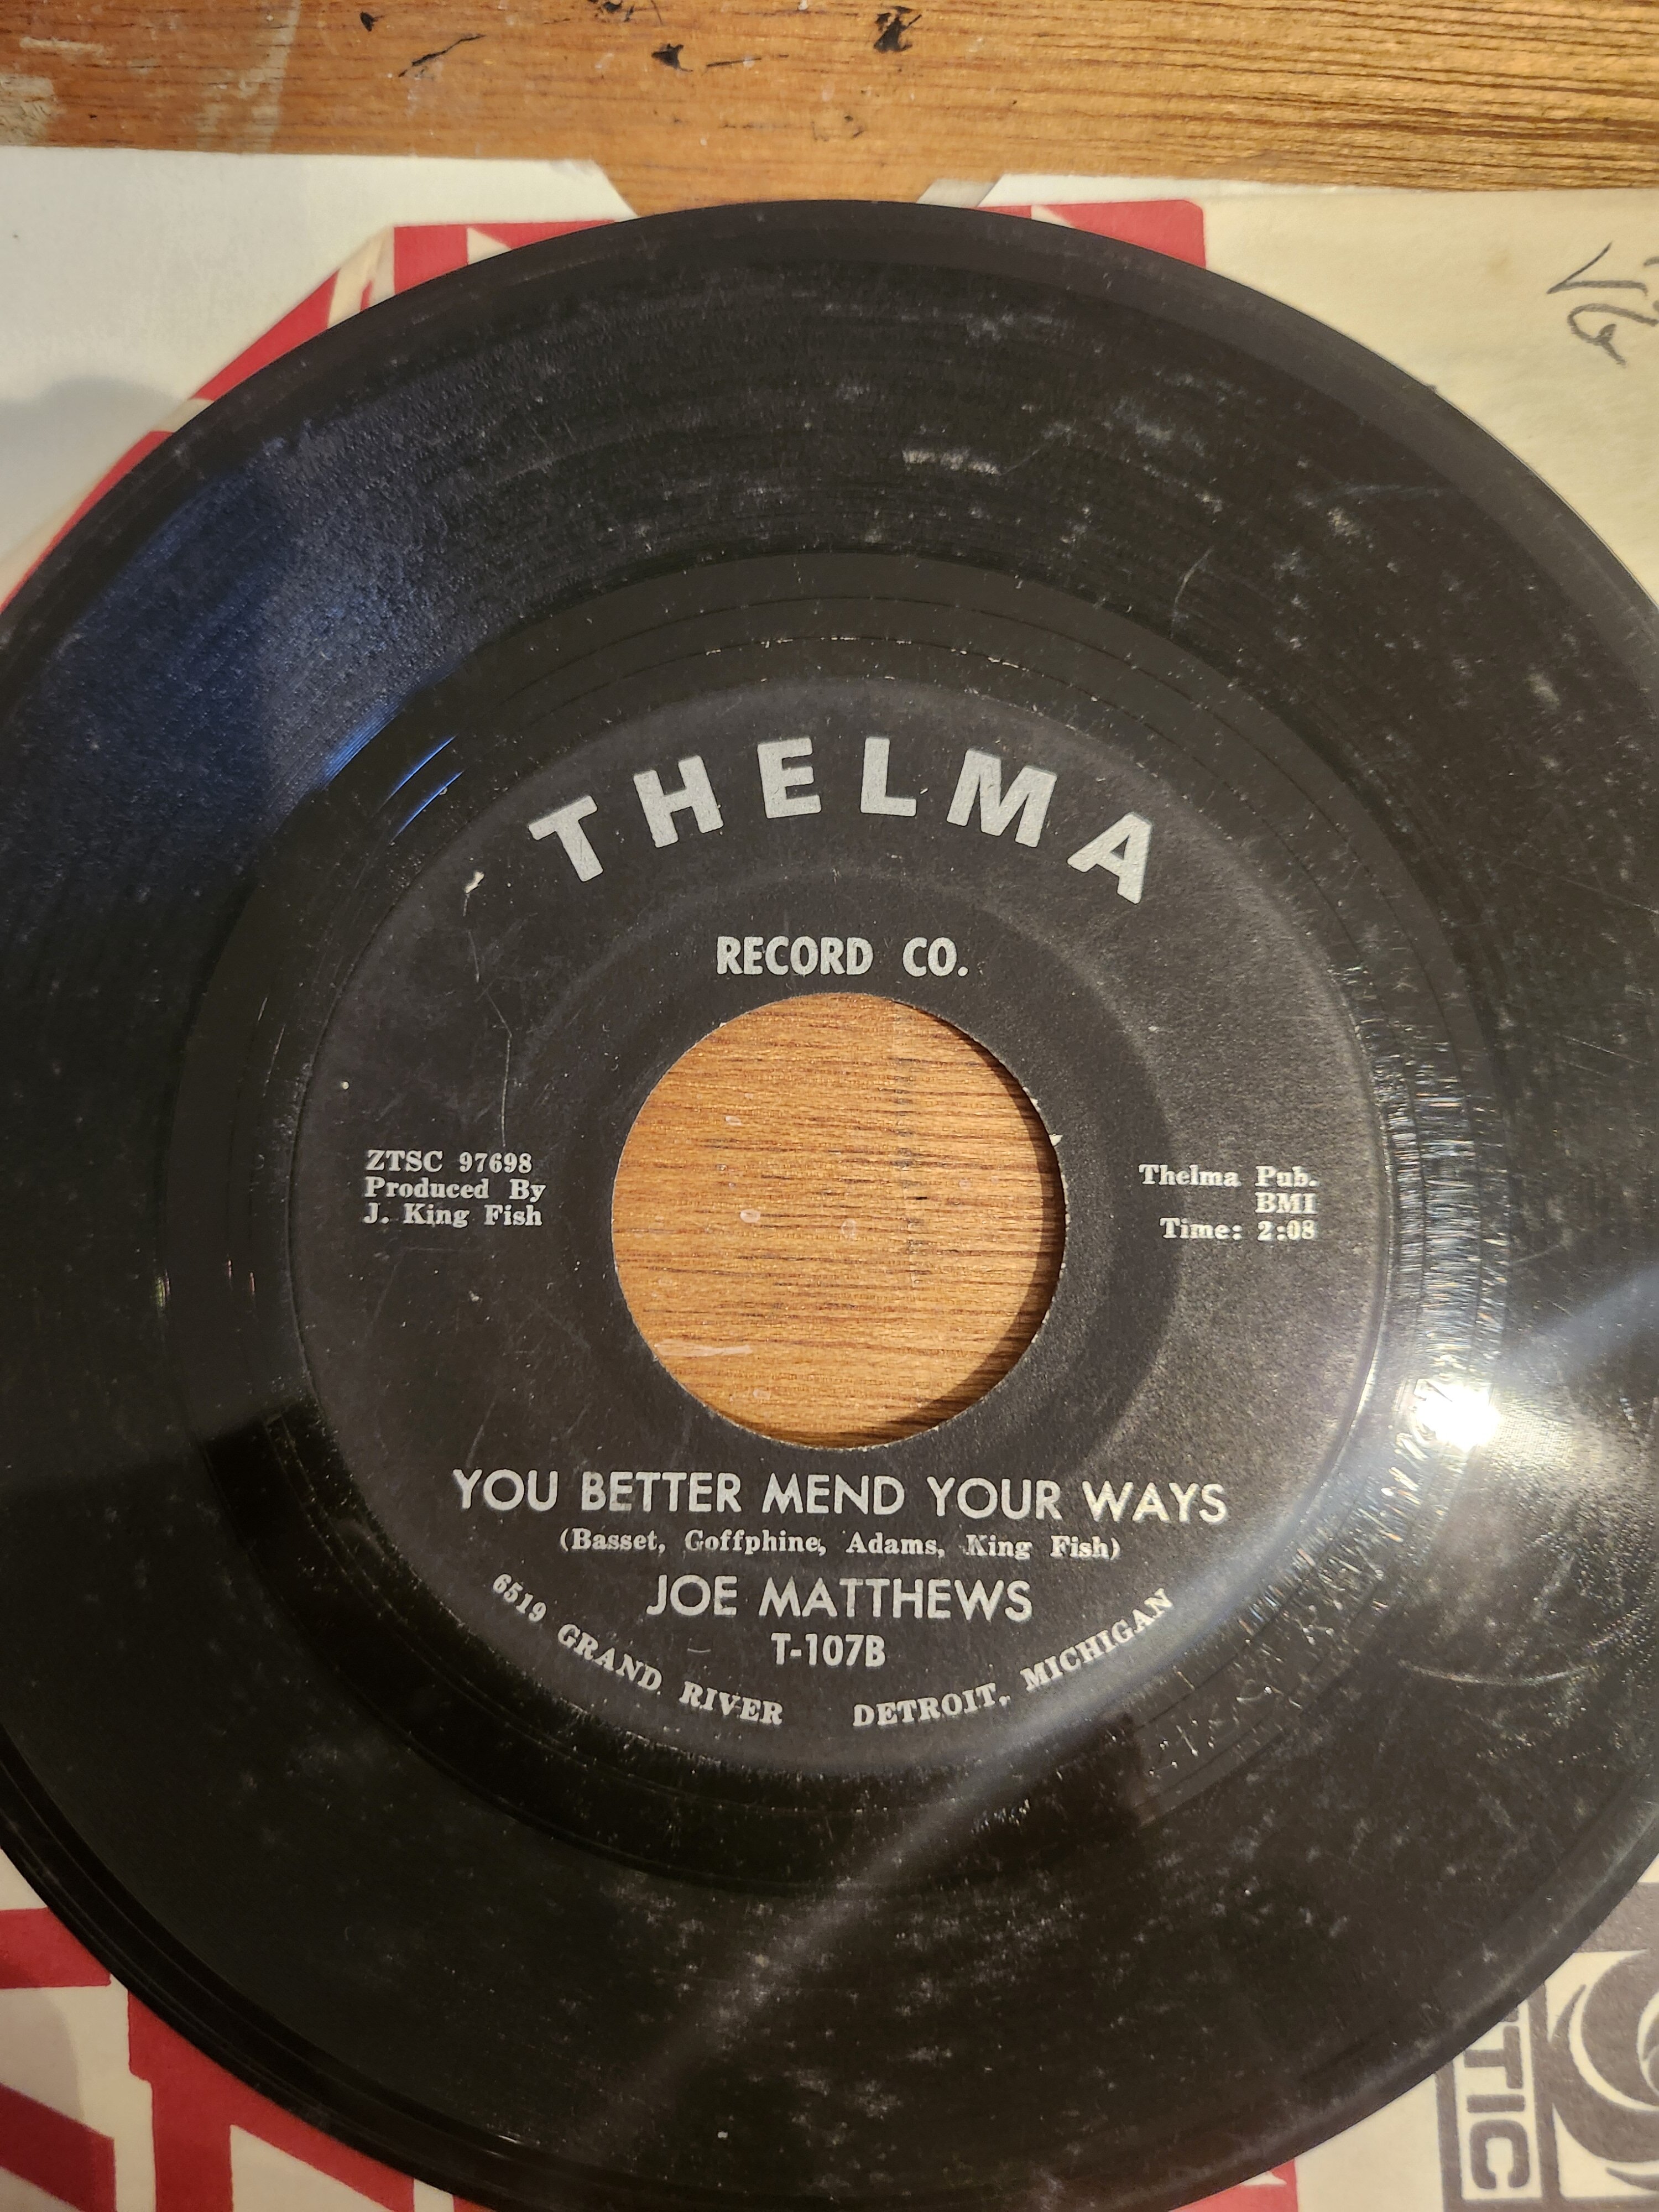 THELMA
RECORD CO.
ZTSC 97698
Produced By
J. King Fish
Thelma Pub.
BMI
Time: 2:08
YOU BETTER MEND YOUR WAYS
(Basset, Goffphine, Adams, King Fish)
JOE MATTHEWS
T-107B
6519 GRAND RIVER DETROIT, MICHIGAN
TIC